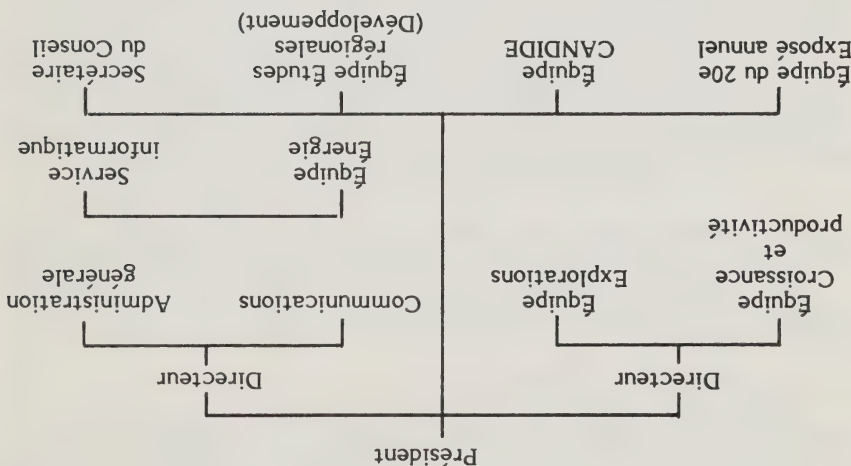 Président
Directeur
Directeur
Équipe
Croissance
et
productivité
Équipe
Explorations
Communications
Administration
générale
Équipe
Énergie
Service
informatique
Équipe du 20e
Exposé annuel
Équipe
CANDIDE
Équipe Études
régionales
(Développement)
Secrétaire
du Conseil